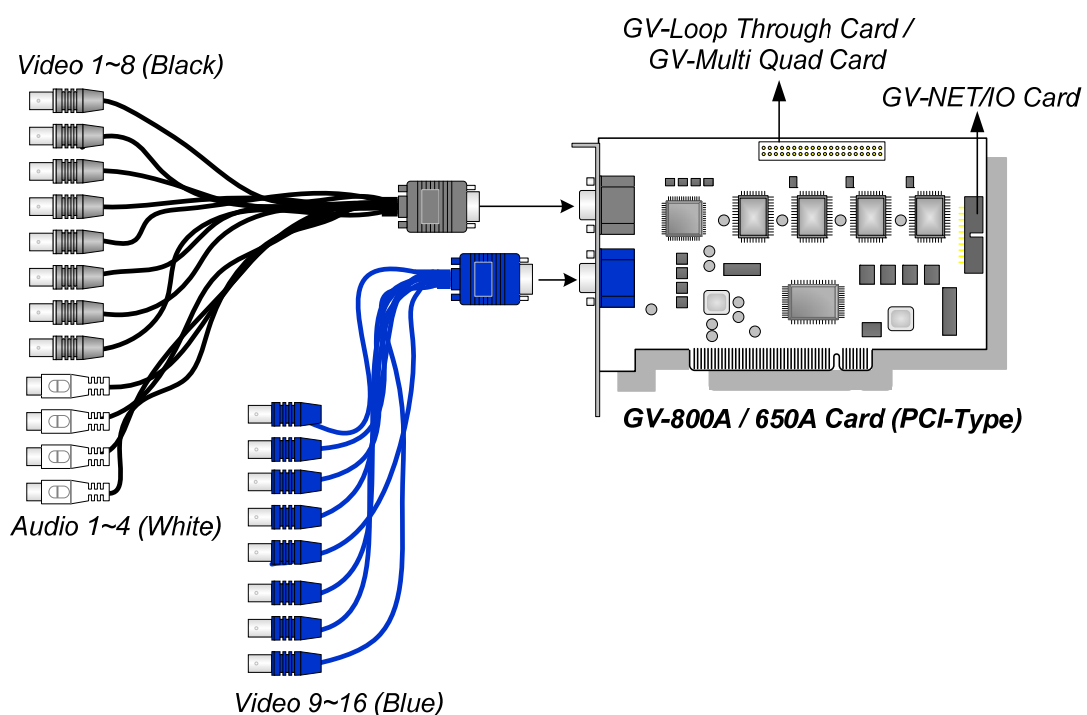 GV-Loop Through Card /
GV-Multi Quad Card
Video 1~8 (Black)
GV-NET/IO Card
GV-800A / 650A Card (PCI-Type)
Audio 1~4 (White)
Video 9~16 (Blue)